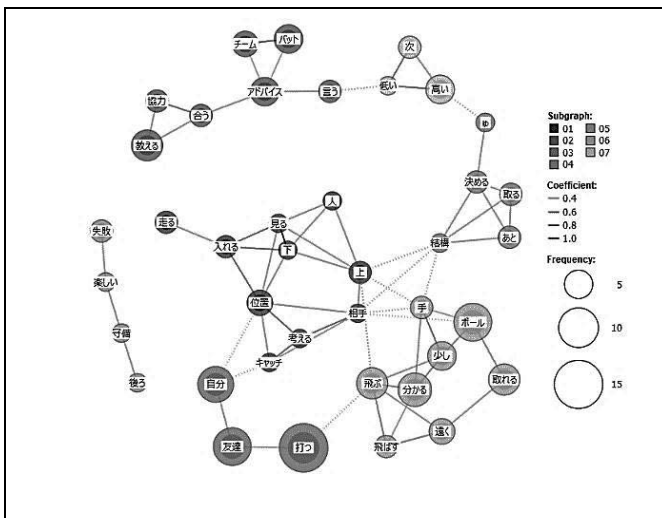 チーム
バット
アドバイス
言う
協力
合う
教える
次
低い
高い
ゅ
決める
取る
あと
結構
人
見る
走る
入れる
下
上
位置
相手
手
考える
キャッチ
ボール
少し
分かる
取れる
飛ぶ
飛ばす
遠く
自分
友達
打つ
失敗
楽しい
守備
後ろ
Subgraph:
01 05
02 06
03 07
04
Coefficient:
0.4
0.6
0.8
1.0
Frequency:
5
10
15